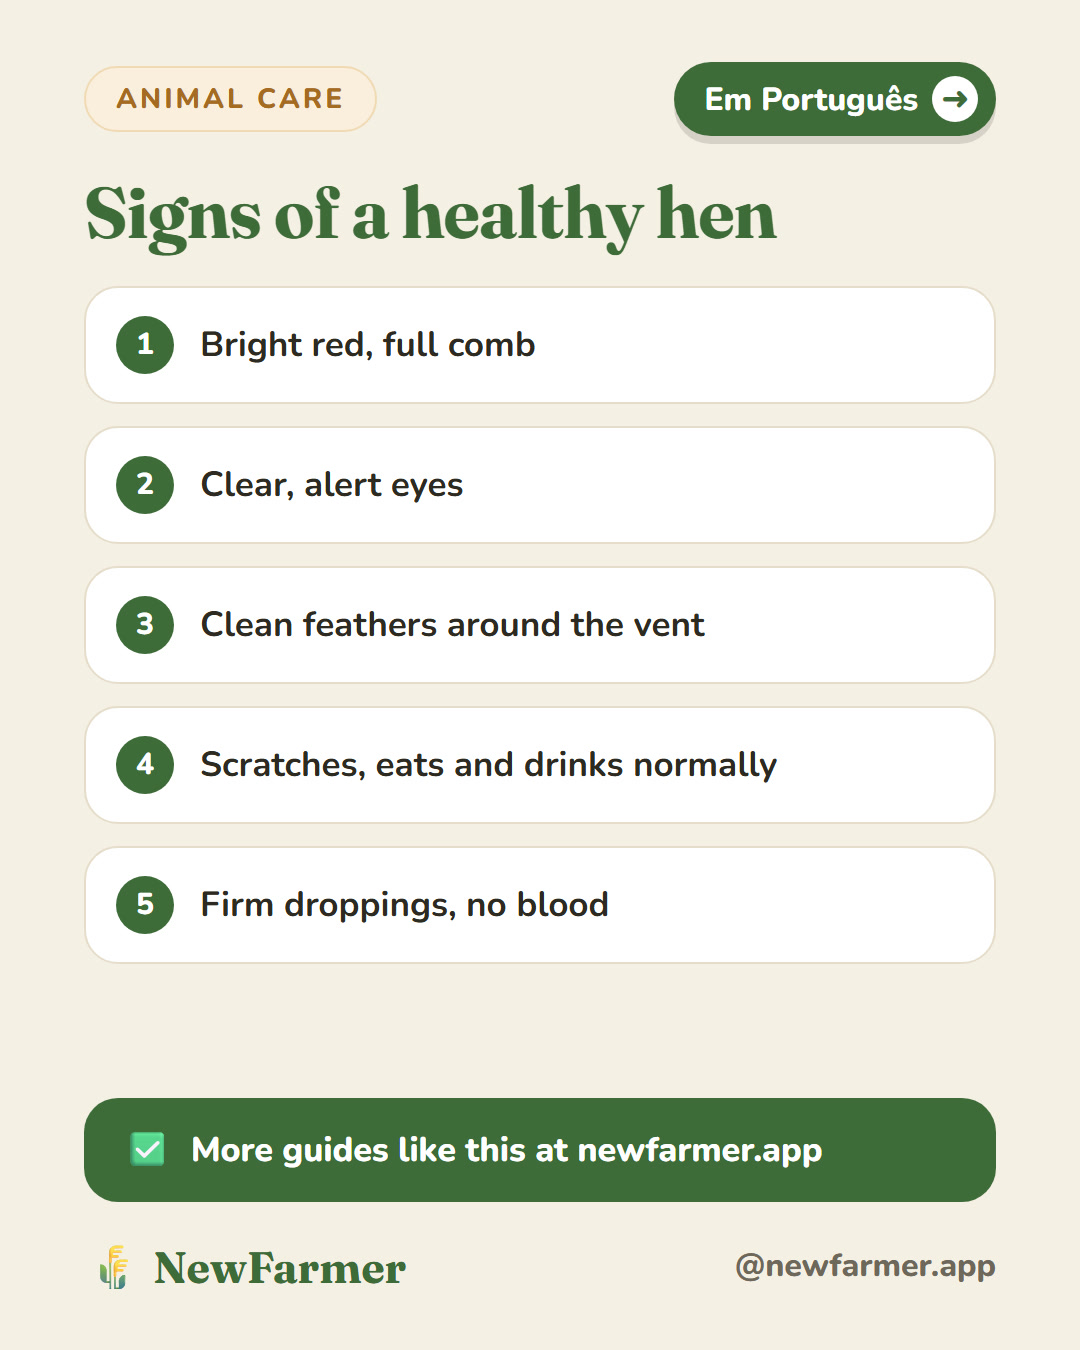 ANIMAL CARE
Em Português
Signs of a healthy hen
1 Bright red, full comb
2 Clear, alert eyes
3 Clean feathers around the vent
4 Scratches, eats and drinks normally
5 Firm droppings, no blood
More guides like this at newfarmer.app
NewFarmer
@newfarmer.app